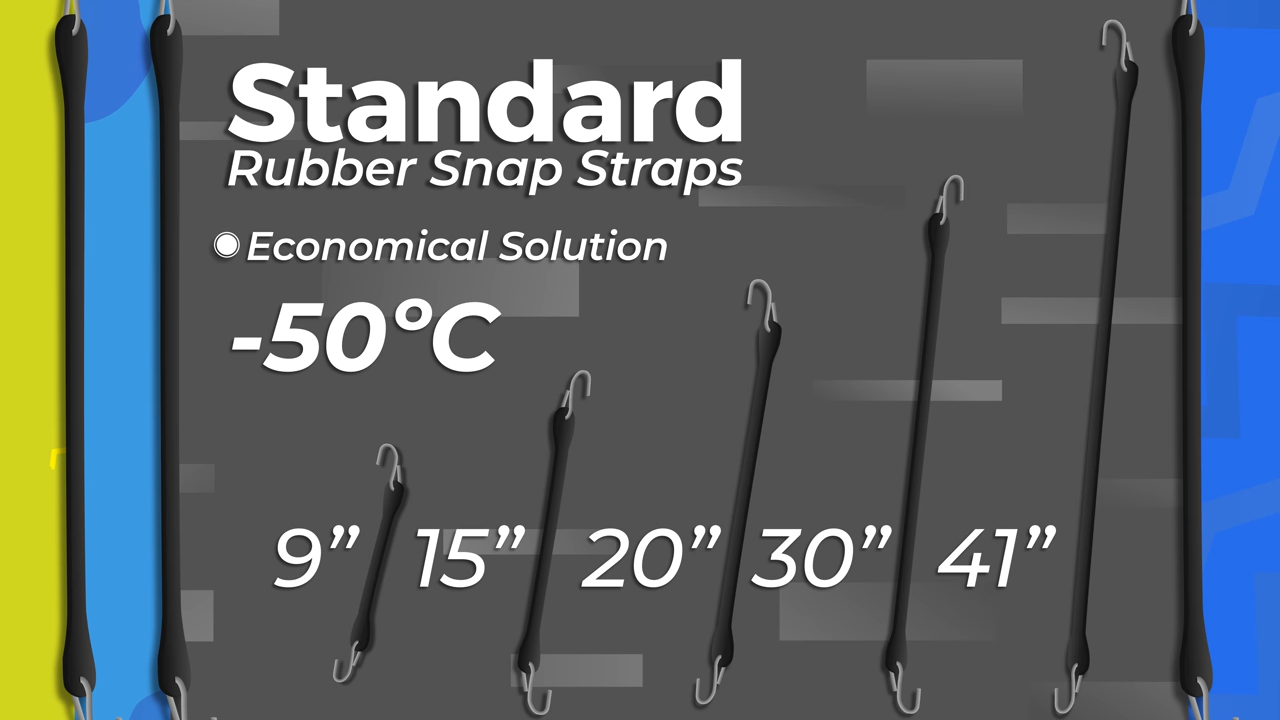 Standard
Rubber Snap Straps
Economical Solution
-50°C
9” 15” 20” 30” 41”